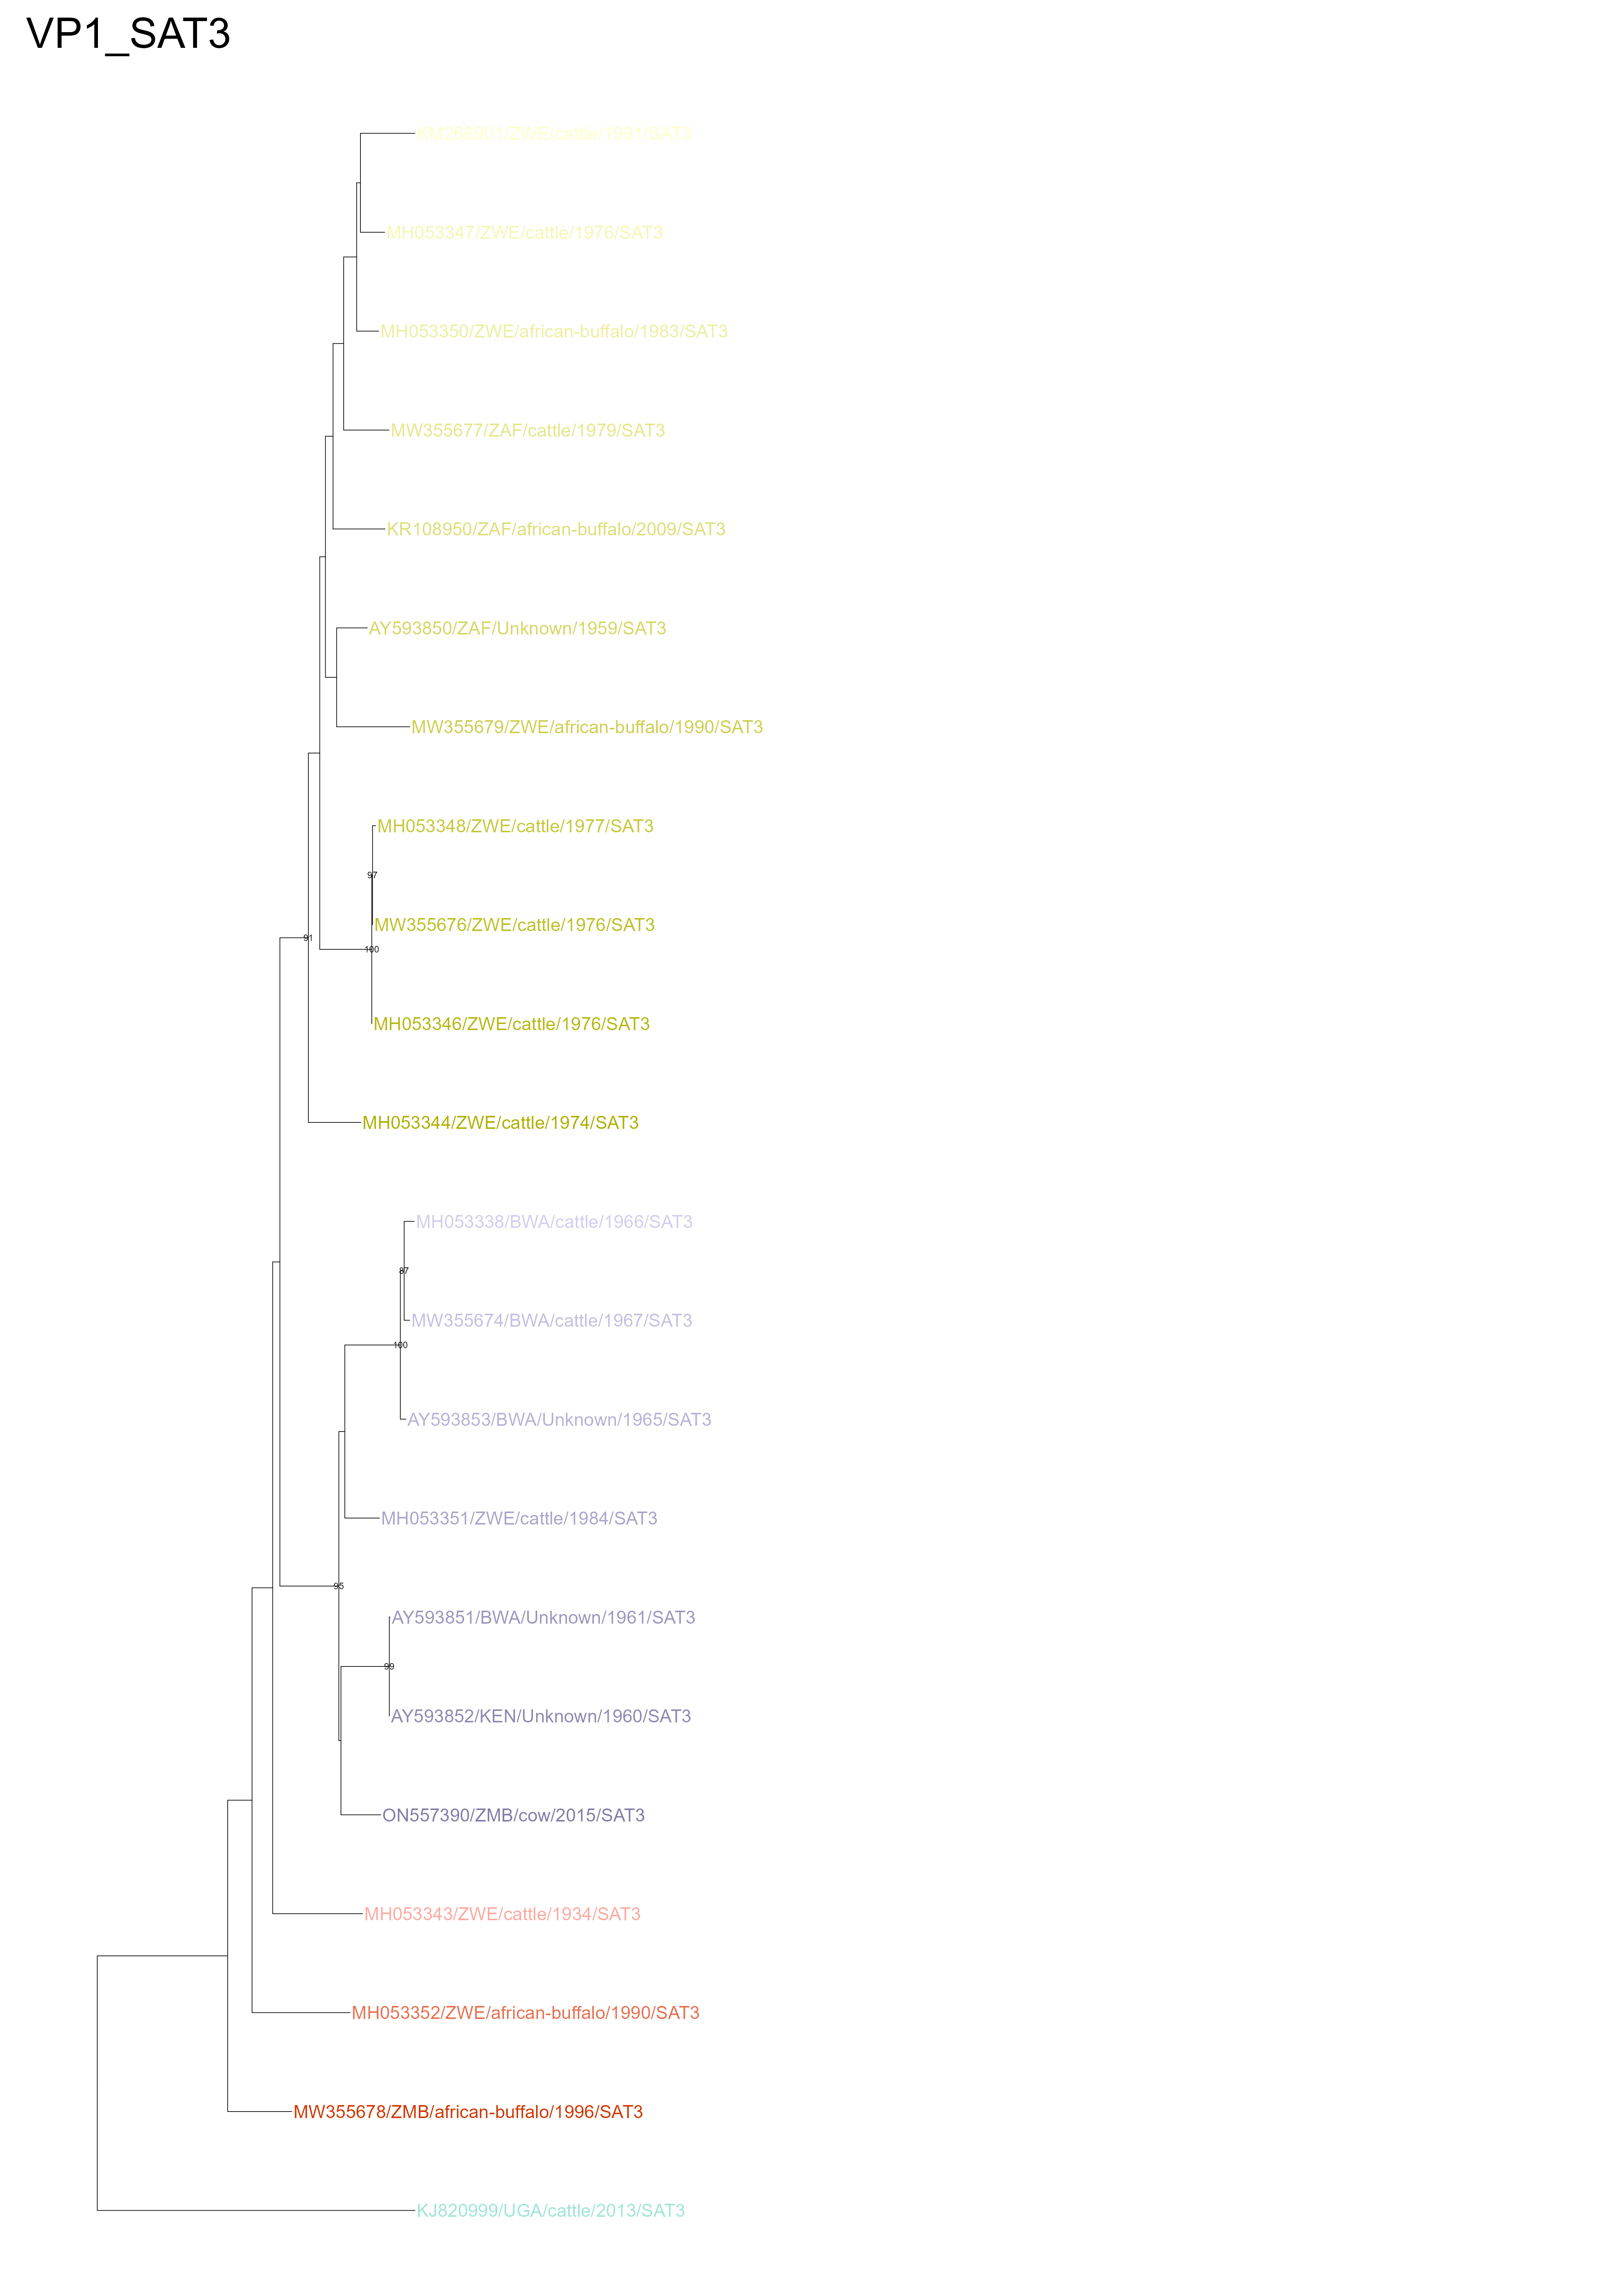 VP1_SAT3
KM268901/ZWE/cattle/1991/SAT3
MH053347/ZWE/cattle/1976/SAT3
MH053350/ZWE/african-buffalo/1983/SAT3
MW355677/ZAF/cattle/1979/SAT3
KR108950/ZAF/african-buffalo/2009/SAT3
AY593850/ZAF/Unknown/1959/SAT3
MW355679/ZWE/african-buffalo/1990/SAT3
MH053348/ZWE/cattle/1977/SAT3
97
MW355676/ZWE/cattle/1976/SAT3
91
100
MH053346/ZWE/cattle/1976/SAT3
MH053344/ZWE/cattle/1974/SAT3
MH053338/BWA/cattle/1966/SAT3
87
MW355674/BWA/cattle/1967/SAT3
100
AY593853/BWA/Unknown/1965/SAT3
MH053351/ZWE/cattle/1984/SAT3
95
AY593851/BWA/Unknown/1961/SAT3
99
AY593852/KEN/Unknown/1960/SAT3
ON557390/ZMB/cow/2015/SAT3
MH053343/ZWE/cattle/1934/SAT3
MH053352/ZWE/african-buffalo/1990/SAT3
MW355678/ZMB/african-buffalo/1996/SAT3
KJ820999/UGA/cattle/2013/SAT3